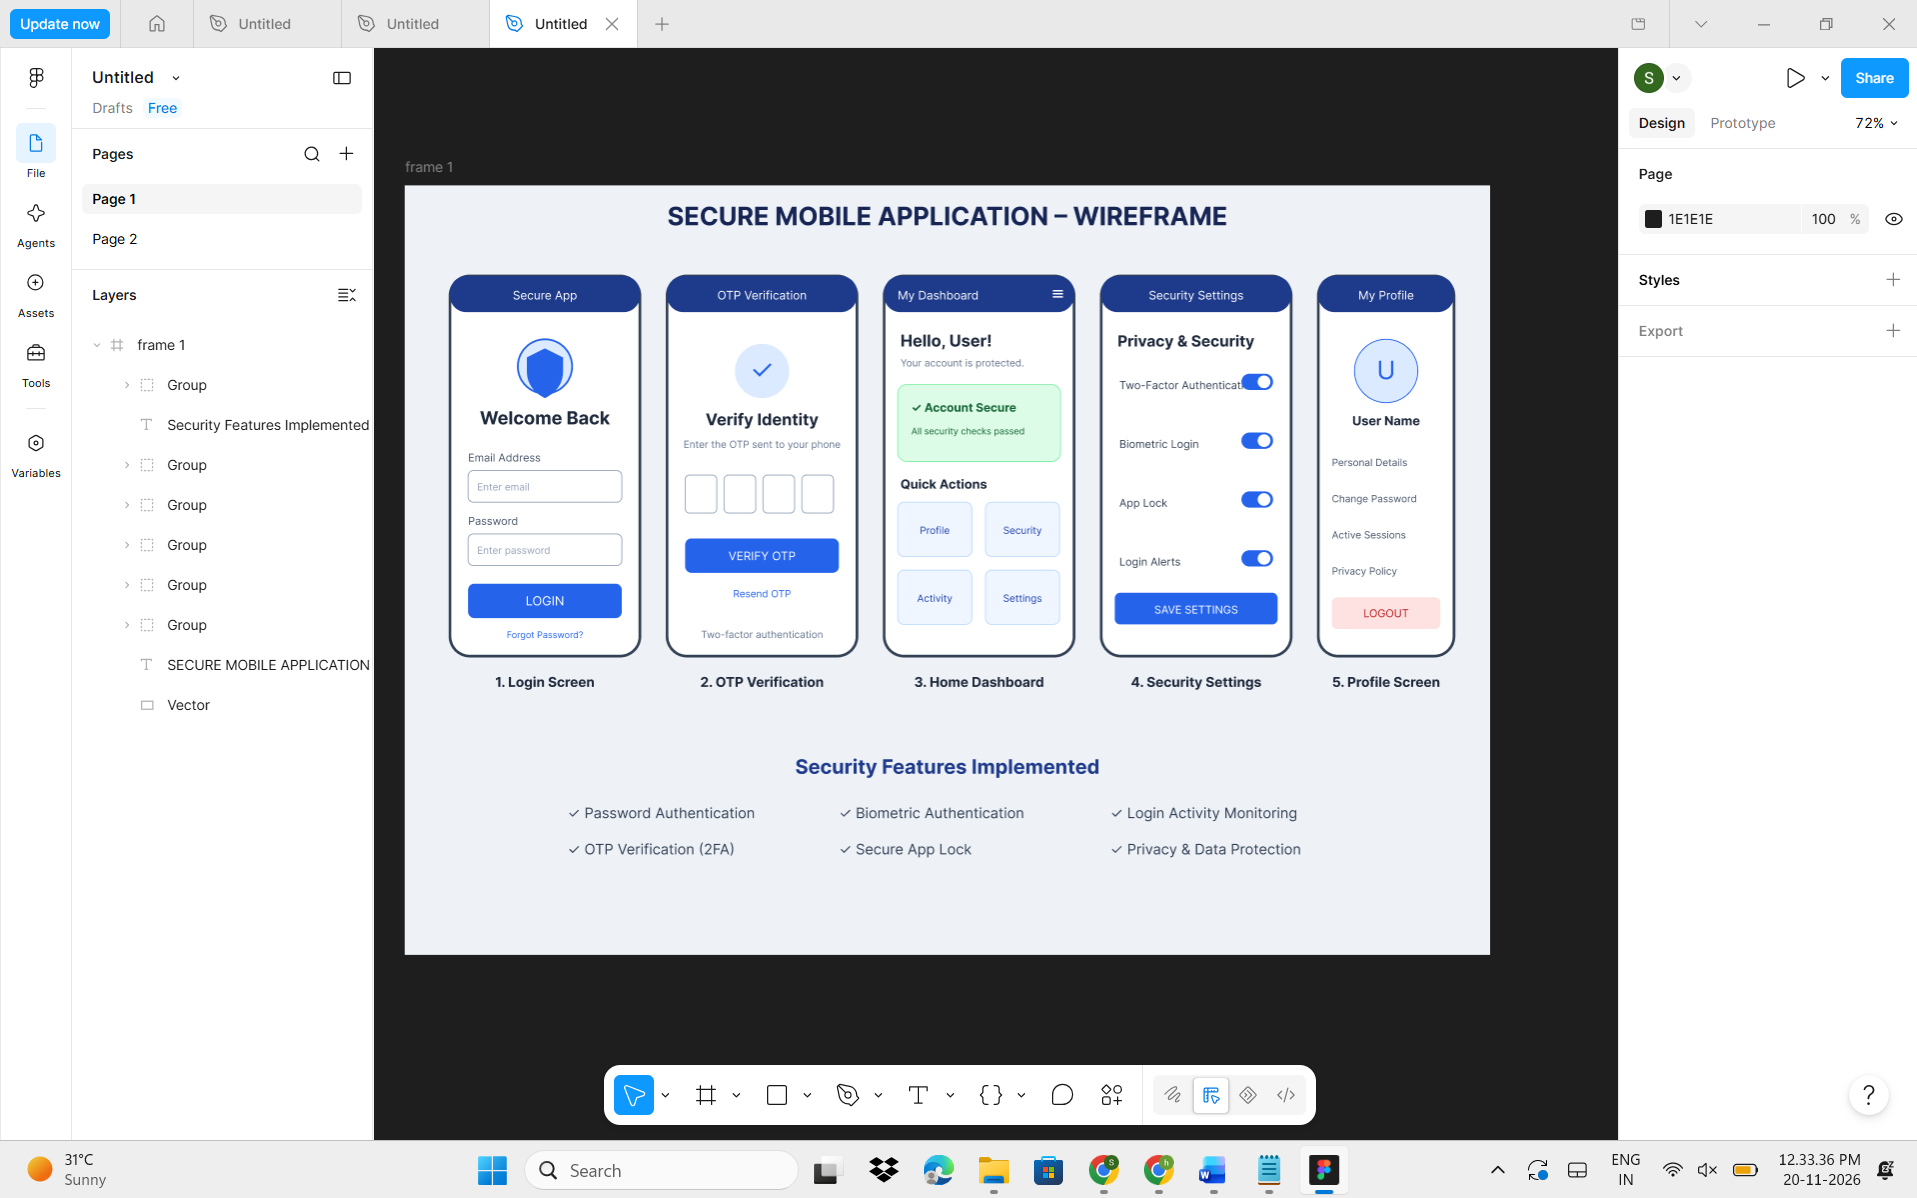 Update now
Untitled
Untitled
Untitled
Untitled
Drafts Free
File
Agents
Assets
Tools
Variables
Pages
Page 1
Page 2
Layers
frame 1
Group
Security Features Implemented
Group
Group
Group
Group
Group
SECURE MOBILE APPLICATION
Vector
frame 1
SECURE MOBILE APPLICATION – WIREFRAME
Secure App
Welcome Back
Email Address
Enter email
Password
Enter password
LOGIN
Forgot Password?
1. Login Screen
OTP Verification
Verify Identity
Enter the OTP sent to your phone
VERIFY OTP
Resend OTP
Two-factor authentication
2. OTP Verification
My Dashboard
Hello, User!
Your account is protected.
✓ Account Secure
All security checks passed
Quick Actions
Profile Security
Activity Settings
3. Home Dashboard
Security Settings
Privacy & Security
Two-Factor Authenticat
Biometric Login
App Lock
Login Alerts
SAVE SETTINGS
4. Security Settings
My Profile
U
User Name
Personal Details
Change Password
Active Sessions
Privacy Policy
LOGOUT
5. Profile Screen
Security Features Implemented
✓ Password Authentication ✓ Biometric Authentication ✓ Login Activity Monitoring
✓ OTP Verification (2FA) ✓ Secure App Lock ✓ Privacy & Data Protection
S
Share
Design Prototype 72%
Page
1E1E1E 100 %
Styles
Export
?
31°C
Sunny
Search
ENG
IN
12.33.36 PM
20-11-2026